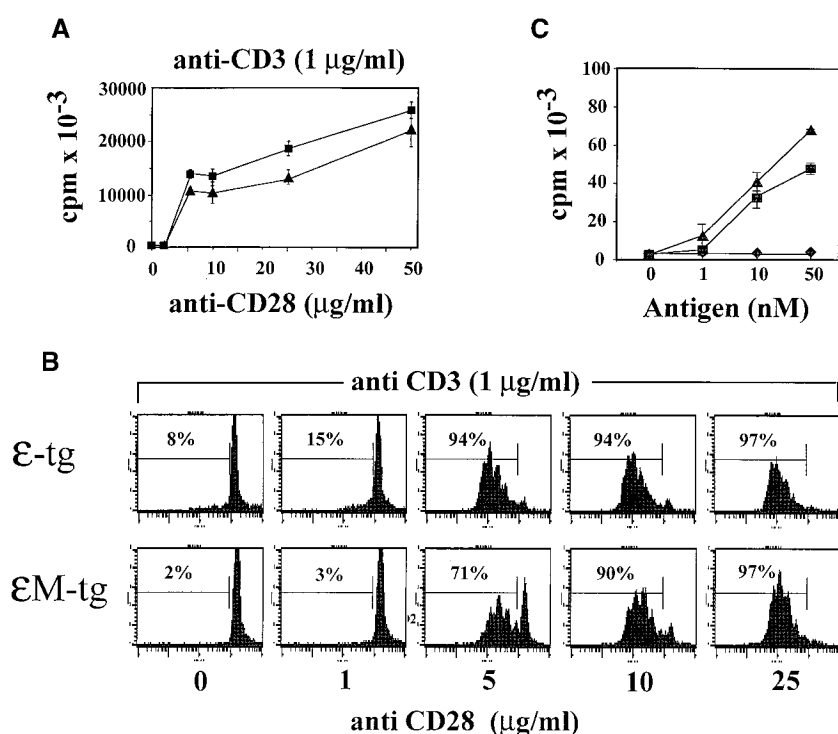 A
anti-CD3 (1 μg/ml)
cpm x 10⁻³
30000
20000
10000
0
0 10 20 30 40 50
anti-CD28 (μg/ml)
C
cpm x 10⁻³
100
80
60
40
20
0
0 1 10 50
Antigen (nM)
B
anti CD3 (1 μg/ml)
ε-tg
8% 15% 94% 94% 97%
εM-tg
2% 3% 71% 90% 97%
0 1 5 10 25
anti CD28 (μg/ml)